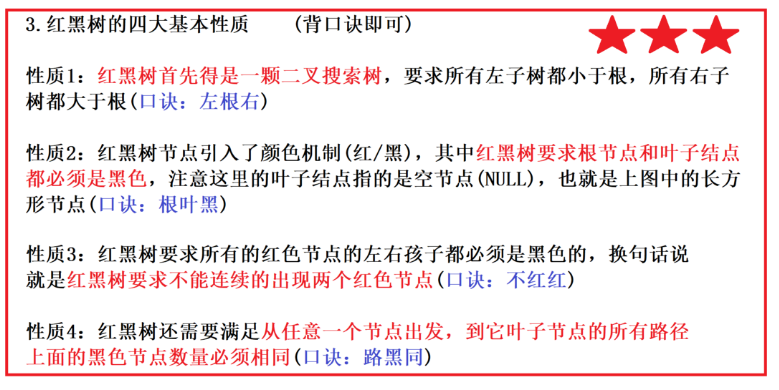 3.红黑树的四大基本性质 (背口诀即可)
性质1：红黑树首先得是一颗二叉搜索树，要求所有左子树都小于根，所有右子
树都大于根(口诀：左根右)
性质2：红黑树节点引入了颜色机制(红/黑)，其中红黑树要求根节点和叶子结点
都必须是黑色，注意这里的叶子结点指的是空节点(NULL)，也就是上图中的长方
形节点(口诀：根叶黑)
性质3：红黑树要求所有的红色节点的左右孩子都必须是黑色的，换句话说
就是红黑树要求不能连续的出现两个红色节点(口诀：不红红)
性质4：红黑树还需要满足从任意一个节点出发，到它叶子节点的所有路径
上面的黑色节点数量必须相同(口诀：路黑同)